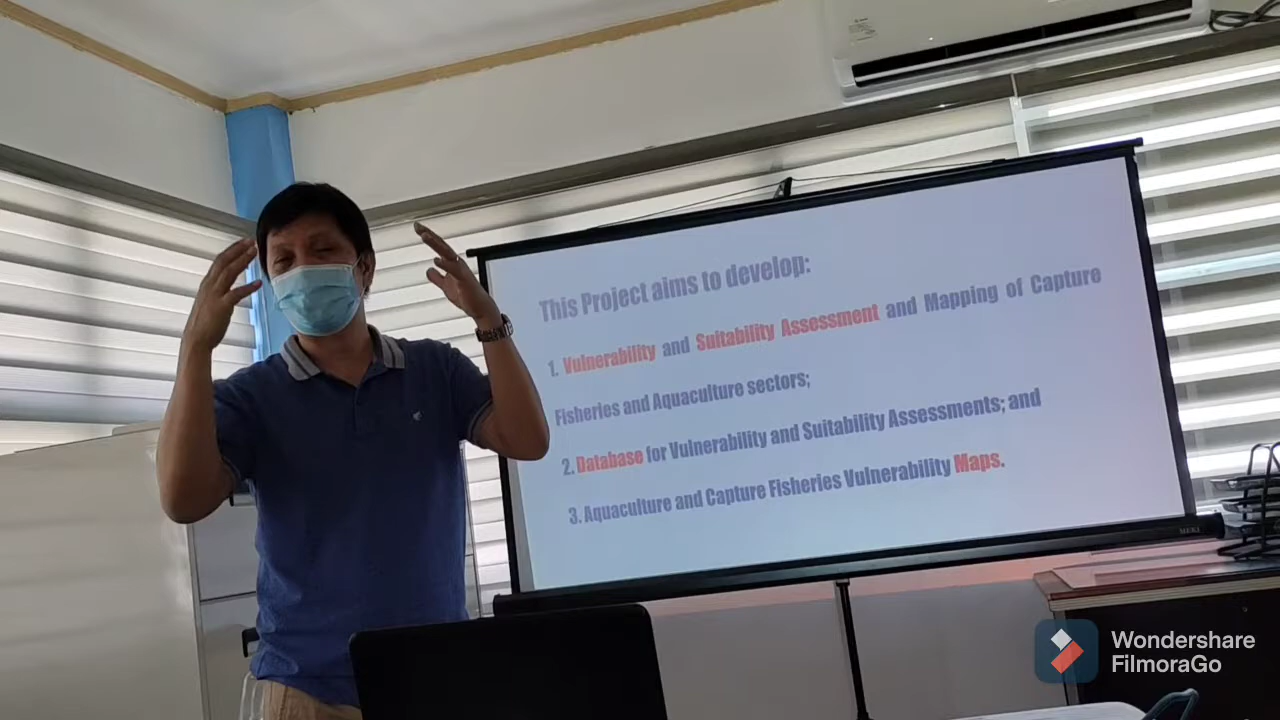 This Project aims to develop:
1. Vulnerability and Suitability Assessment and Mapping of Capture
Fisheries and Aquaculture sectors;
2. Database for Vulnerability and Suitability Assessments; and
3. Aquaculture and Capture Fisheries Vulnerability Maps.
Wondershare
FilmoraGo